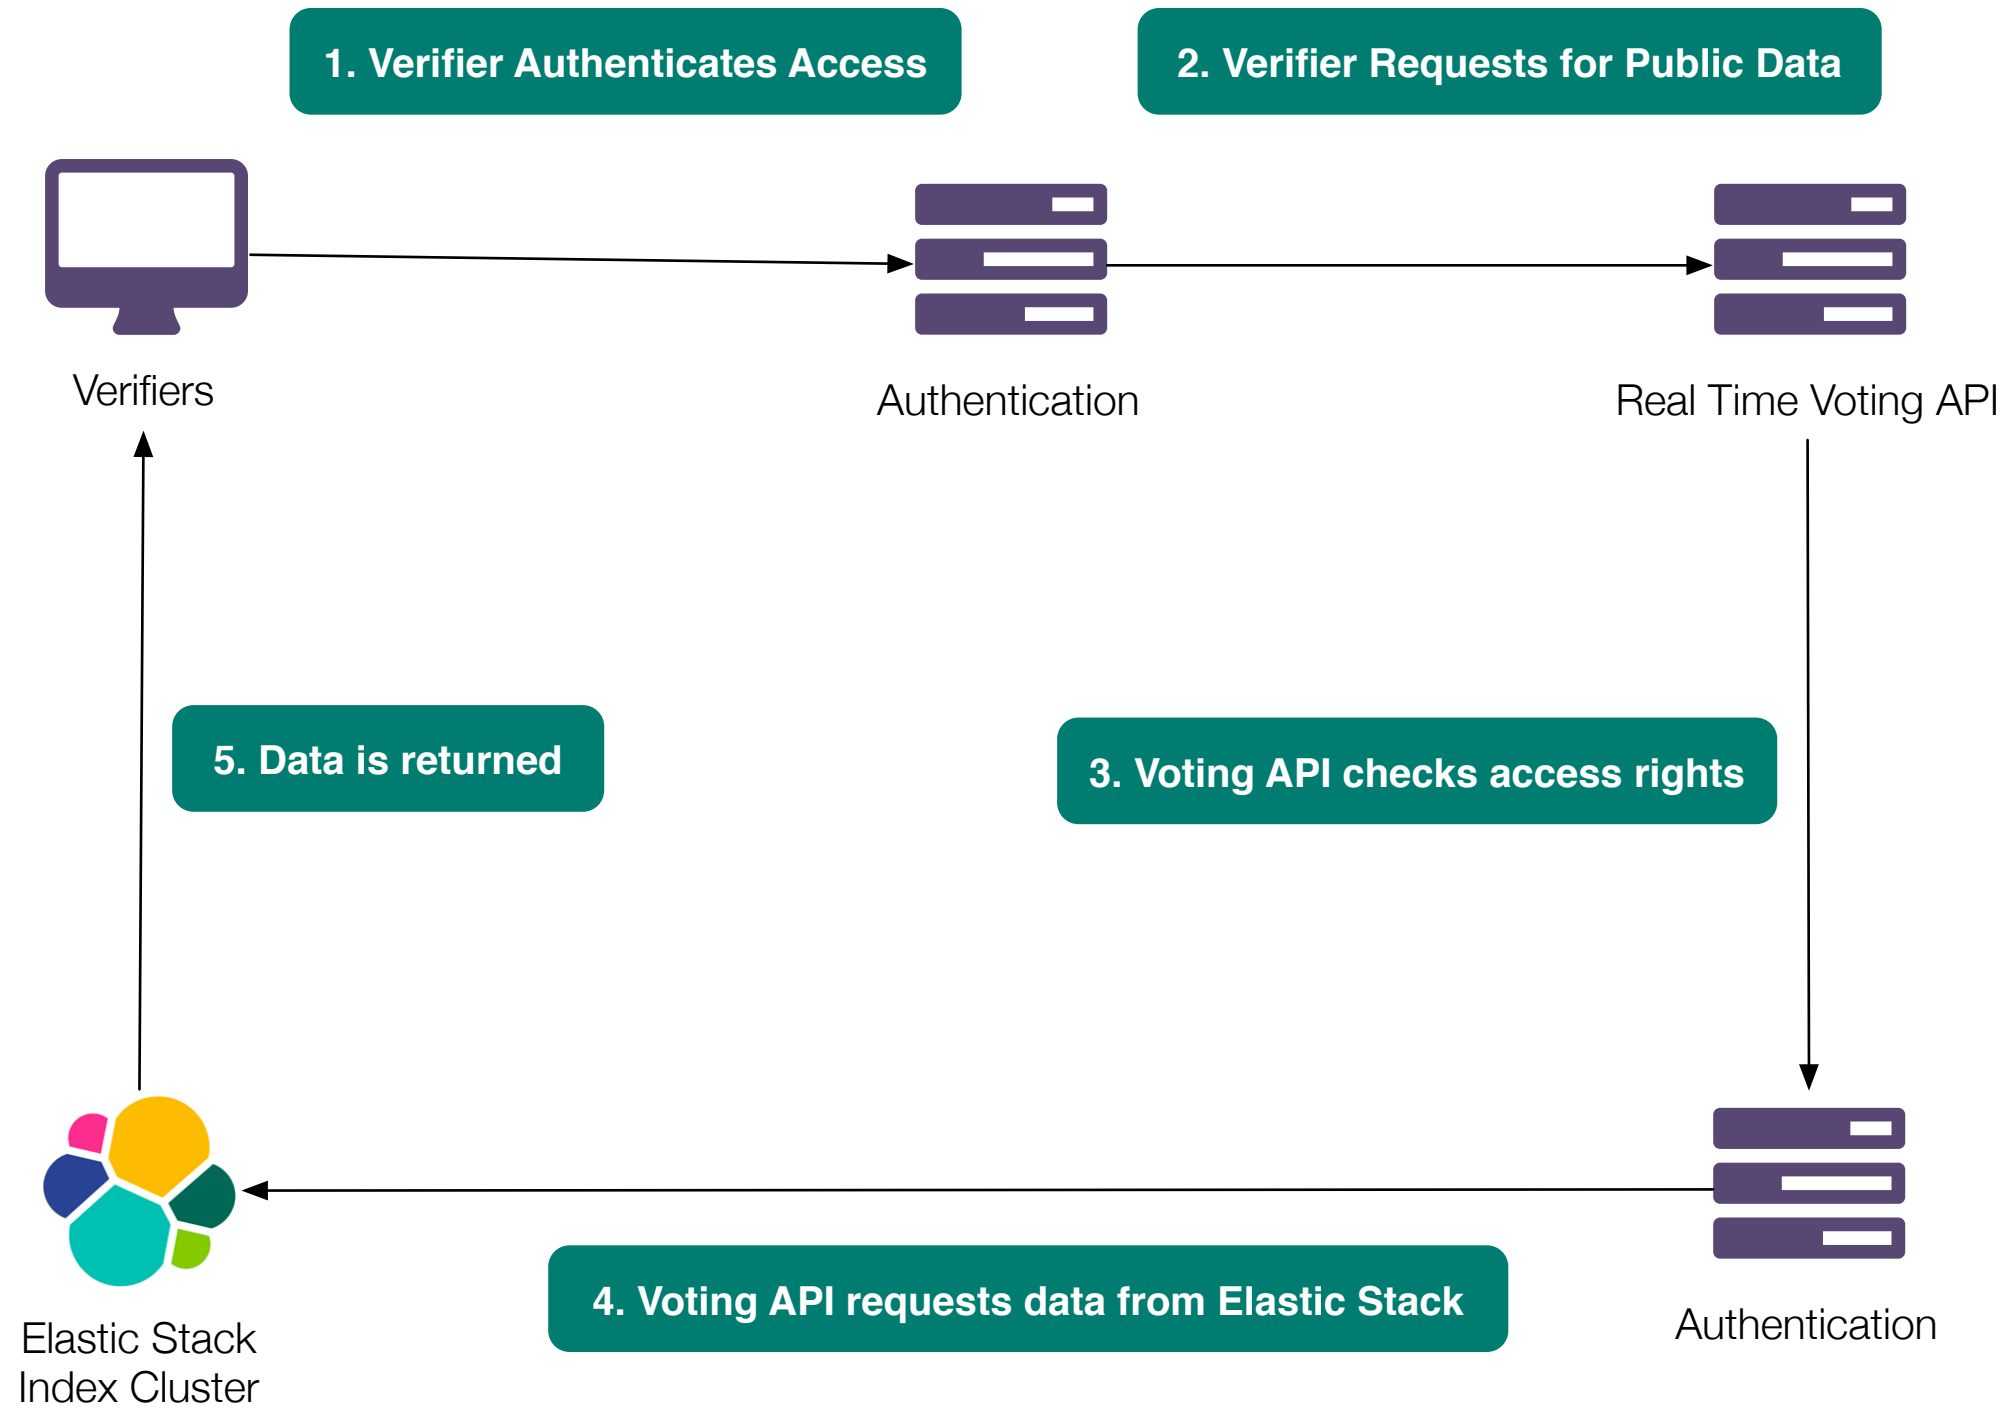 1. Verifier Authenticates Access
2. Verifier Requests for Public Data
Verifiers
Authentication
Real Time Voting API
5. Data is returned
3. Voting API checks access rights
4. Voting API requests data from Elastic Stack
Elastic Stack
Index Cluster
Authentication